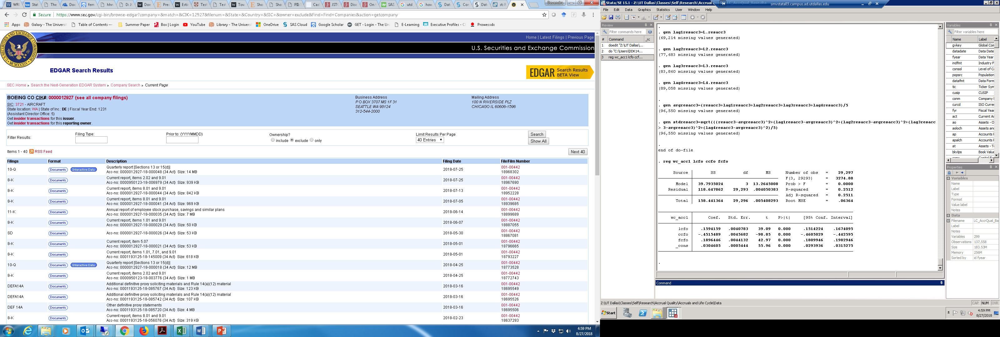 WRI
Stat
The
Doc
ferr
hhn
D: J
Doe
Prec
Estin
Test
Test
Tov
Sho
Sho
PII:
Casl
JST(
Disc
On
SAS
utd
how
Dat
Cor
Dat
st: F
Devendra
Secure
https://www.sec.gov/cgi-bin/browse-edgar?company=&match=&CIK=12927&filenum=&State=&Country=&SIC=&owner=exclude&Find=Find+Companies&action=getcompany
Apps
Galaxy - The Universit
Table of Contents —
Summer Paper
Box | Login
YouTube
Library - The Univers
OneDrive
SAS Cloud
Google Scholar
GET - Login - The Un
E-Learning
Executive Profiles - C
Prowessdx
Home | Latest Filings | Previous Page
U.S. Securities and Exchange Commission
EDGAR Search Results
EDGAR Search Results BETA View
SEC Home » Search the Next-Generation EDGAR System » Company Search » Current Page
BOEING CO CIK#: 0000012927 (see all company filings)
SIC: 3721 - AIRCRAFT
State location: WA | State of Inc.: DE | Fiscal Year End: 1231
(Assistant Director Office: 5)
Get insider transactions for this issuer.
Get insider transactions for this reporting owner.
Business Address
P O BOX 3707 MS 1F 31
SEATTLE WA 98124
312-544-2000
Mailing Address
100 N RIVERSIDE PLZ
CHICAGO IL 60606-1596
Filter Results:
Filing Type:
Prior to: (YYYYMMDD)
Ownership?
include exclude only
Limit Results Per Page
40 Entries
Search
Show All
Items 1 - 40 RSS Feed
Next 40
Filings Format Description Filing Date File/Film Number
10-Q Documents Interactive Data Quarterly report [Sections 13 or 15(d)] 2018-07-25 001-00442
Acc-no: 0000012927-18-000048 (34 Act) Size: 14 MB 18968302
8-K Documents Current report, items 2.02 and 9.01 2018-07-25 001-00442
Acc-no: 0000950123-18-006979 (34 Act) Size: 939 KB 18967690
8-K Documents Current report, items 8.01 and 9.01 2018-07-13 001-00442
Acc-no: 0000012927-18-000044 (34 Act) Size: 842 KB 18952228
8-K Documents Current report, items 8.01 and 9.01 2018-07-05 001-00442
Acc-no: 0000012927-18-000041 (34 Act) Size: 969 KB 18939685
11-K Documents Annual report of employee stock purchase, savings and similar plans 2018-06-14 001-00442
Acc-no: 0000012927-18-000035 (34 Act) Size: 7 MB 18899689
8-K Documents Current report, items 1.01 and 9.01 2018-06-07 001-00442
Acc-no: 0000012927-18-000029 (34 Act) Size: 50 KB 18887055
SD Documents Acc-no: 0000012927-18-000026 (34 Act) Size: 53 KB 2018-05-30 001-00442
18867081
8-K Documents Current report, item 5.07 2018-05-01 001-00442
Acc-no: 0000012927-18-000021 (34 Act) Size: 53 KB 18796665
8-K Documents Current report, items 1.01, 7.01, and 9.01 2018-05-01 001-00442
Acc-no: 0001193125-18-145009 (34 Act) Size: 618 KB 18793227
10-Q Documents Interactive Data Quarterly report [Sections 13 or 15(d)] 2018-04-25 001-00442
Acc-no: 0000012927-18-000018 (34 Act) Size: 12 MB 18773528
8-K Documents Current report, items 2.02 and 9.01 2018-04-25 001-00442
Acc-no: 0000950123-18-003776 (34 Act) Size: 1 MB 18772743
DEFA14A Documents Additional definitive proxy soliciting materials and Rule 14(a)(12) material 2018-03-16 001-00442
Acc-no: 0001193125-18-085767 (34 Act) Size: 123 KB 18695549
DEFA14A Documents Additional definitive proxy soliciting materials and Rule 14(a)(12) material 2018-03-16 001-00442
Acc-no: 0001193125-18-085742 (34 Act) Size: 107 KB 18695526
DEF 14A Documents Other definitive proxy statements 2018-03-16 001-00442
Acc-no: 0001193125-18-085720 (34 Act) Size: 4 MB 18695506
8-K Documents Current report, items 8.01 and 9.01 2018-02-23 001-00442
Acc-no: 0001193125-18-056076 (34 Act) Size: 319 KB 18637293
4:59 PM
8/27/2018
Stata/SE 15.1 - Z:\UT Dallas\Classes\Self\Research\Accrual
LC_AccrQual_Base.dta
smvstata03.campus.ad.utdallas.edu
File Edit Data Graphics Statistics User Window Help
Review
Filter commands here
# Command _rc
1 doedit "Z:\UT Dallas\...
2 do "C:\Users\DDK14...
3 reg wc_acc1 lcfo ccf...
.
. gen lag1resacc3=L.resacc3
(69,214 missing values generated)
. gen lag2resacc3=L2.resacc3
(77,683 missing values generated)
. gen lag3resacc3=L3.resacc3
(83,860 missing values generated)
. gen lag4resacc3=L4.resacc3
(89,058 missing values generated)
.
. gen avgresacc3=(resacc3+lag1resacc3+lag2resacc3+lag3resacc3+lag4resacc3)/5
(96,550 missing values generated)
. gen stdresacc3=sqrt(((resacc3-avgresacc3)^2+(lag1resacc3-avgresacc3)^2+(lag2resacc3-avgresacc3)^2+(lag3resacc
> 3-avgresacc3)^2+(lag4resacc3-avgresacc3)^2)/5)
(96,550 missing values generated)
.
end of do-file
. reg wc_acc1 lcfo ccfo fcfo
Source SS df MS Number of obs = 29,297
F(3, 29293) = 3274.88
Model 39.7935024 3 13.2645008 Prob > F = 0.0000
Residual 118.647862 29,293 .004050383 R-squared = 0.2512
Adj R-squared = 0.2511
Total 158.441364 29,296 .005408293 Root MSE = .06364
wc_acc1 Coef. Std. Err. t P>|t| [95% Conf. Interval]
lcfo .1594159 .0040783 39.09 0.000 .1514224 .1674095
ccfo -.4515489 .0045682 -98.85 0.000 -.4605029 -.442595
fcfo .1896446 .0044132 42.97 0.000 .1809946 .1982946
_cons .0304605 .0005444 55.96 0.000 .0293936 .0315275
.
Command
Variables
Filter variables here
Name Label
gvkey Global Com
datadate Data Date
fyear Data Year
indfmt Industry F
consol Level of C
popsrc Population
datafmt Data Form
tic Ticker Sym
cusip CUSIP
conm Company
curcd ISO Curre
fyr Fiscal Year
act Current As
ao Assets - O
aoloch Assets and
ap Accounts
apalch Accounts
at Assets - T
bkvlps Book Value
Properties
Variables
Name
Label
Type
Format
Value label
Notes
Data
Filename LC_AccrQual_Ba
Label
Notes
Variables 299
Observations 137,558
Size 183.53M
Memory 256M
Sorted by id fyear
Z:\UT Dallas\Classes\Self\Research\Accrual Quality\Accruals and Life Cycle\Data
CAP NUM OVR
Start
4:59 PM
8/27/2018